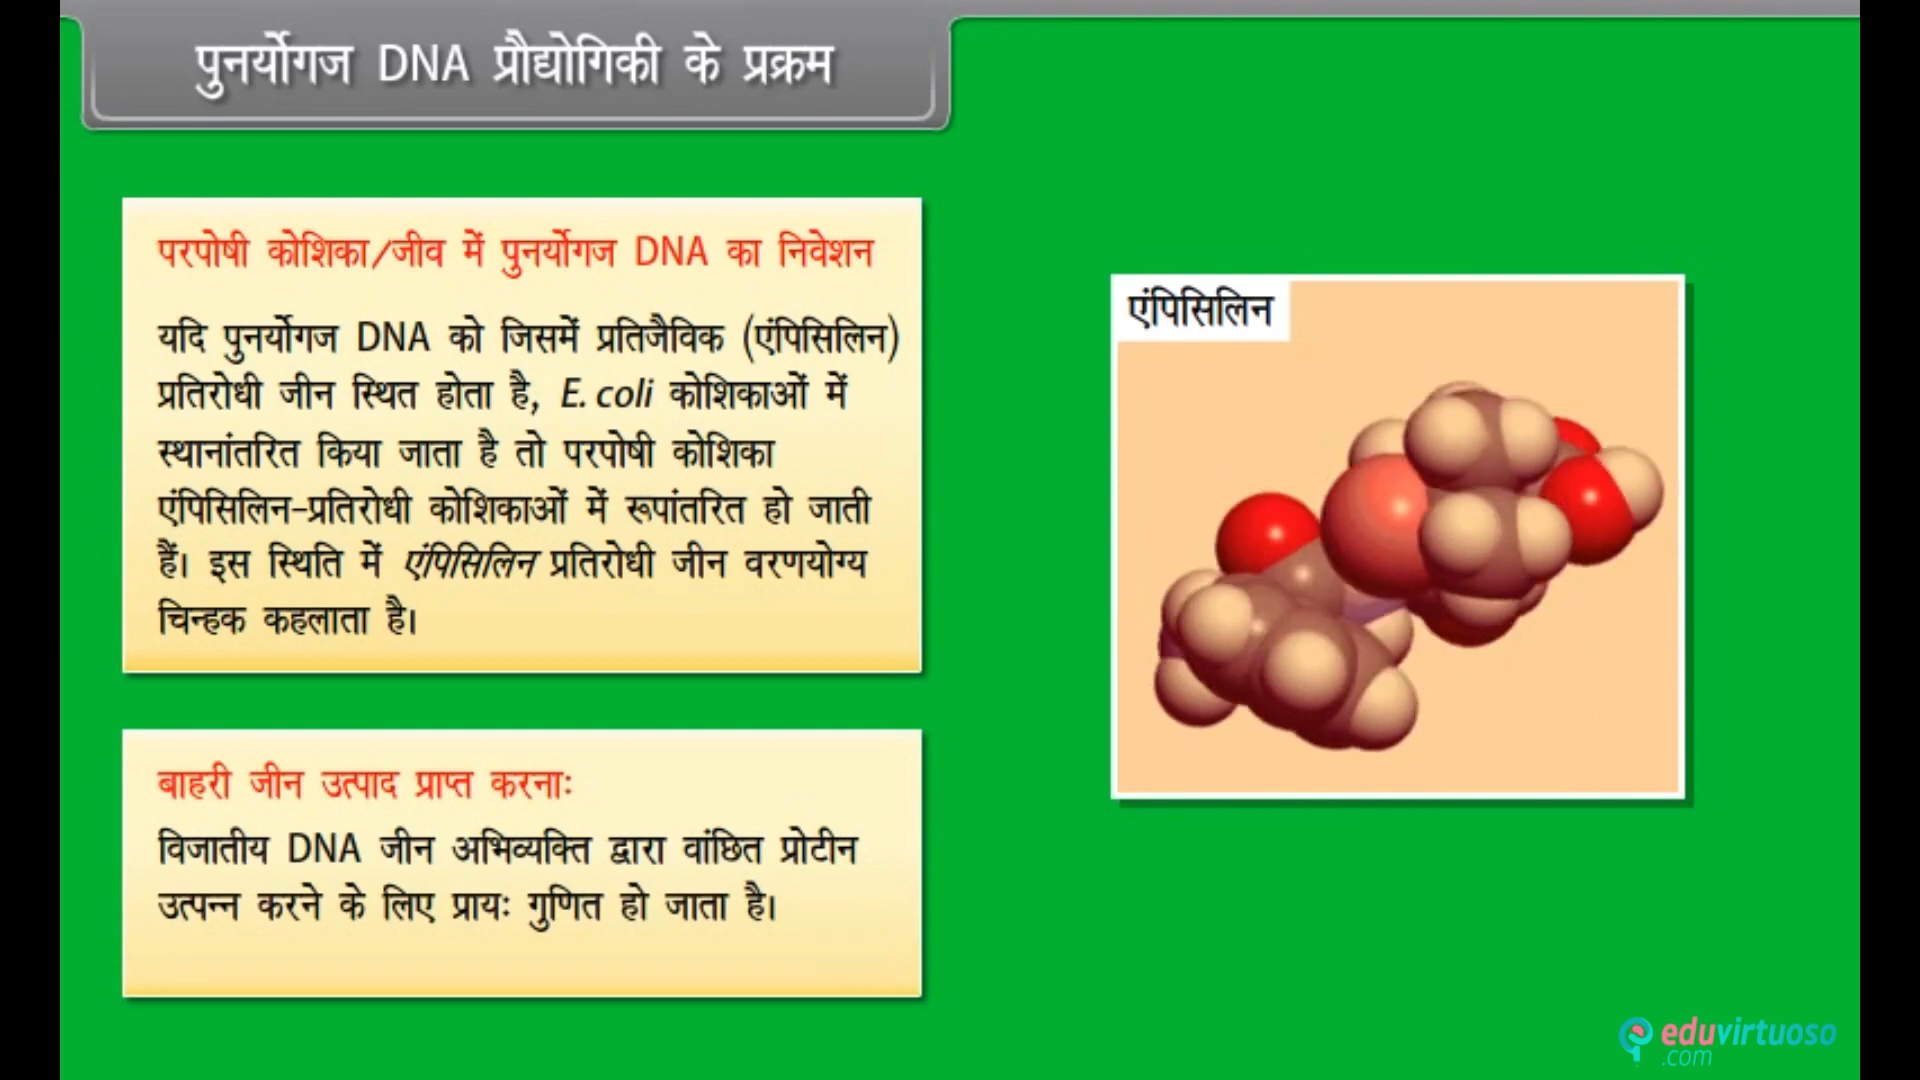 पुनर्योगज DNA प्रौद्योगिकी के प्रक्रम
परपोषी कोशिका/जीव में पुनर्योगज DNA का निवेशन
यदि पुनर्योगज DNA को जिसमें प्रतिजैविक (एंपिसिलिन)
प्रतिरोधी जीन स्थित होता है, E. coli कोशिकाओं में
स्थानांतरित किया जाता है तो परपोषी कोशिका
एंपिसिलिन-प्रतिरोधी कोशिकाओं में रूपांतरित हो जाती
हैं। इस स्थिति में एंपिसिलिन प्रतिरोधी जीन वरणयोग्य
चिन्हक कहलाता है।
बाहरी जीन उत्पाद प्राप्त करनाः
विजातीय DNA जीन अभिव्यक्ति द्वारा वांछित प्रोटीन
उत्पन्न करने के लिए प्रायः गुणित हो जाता है।
एंपिसिलिन
eduvirtuoso
.com